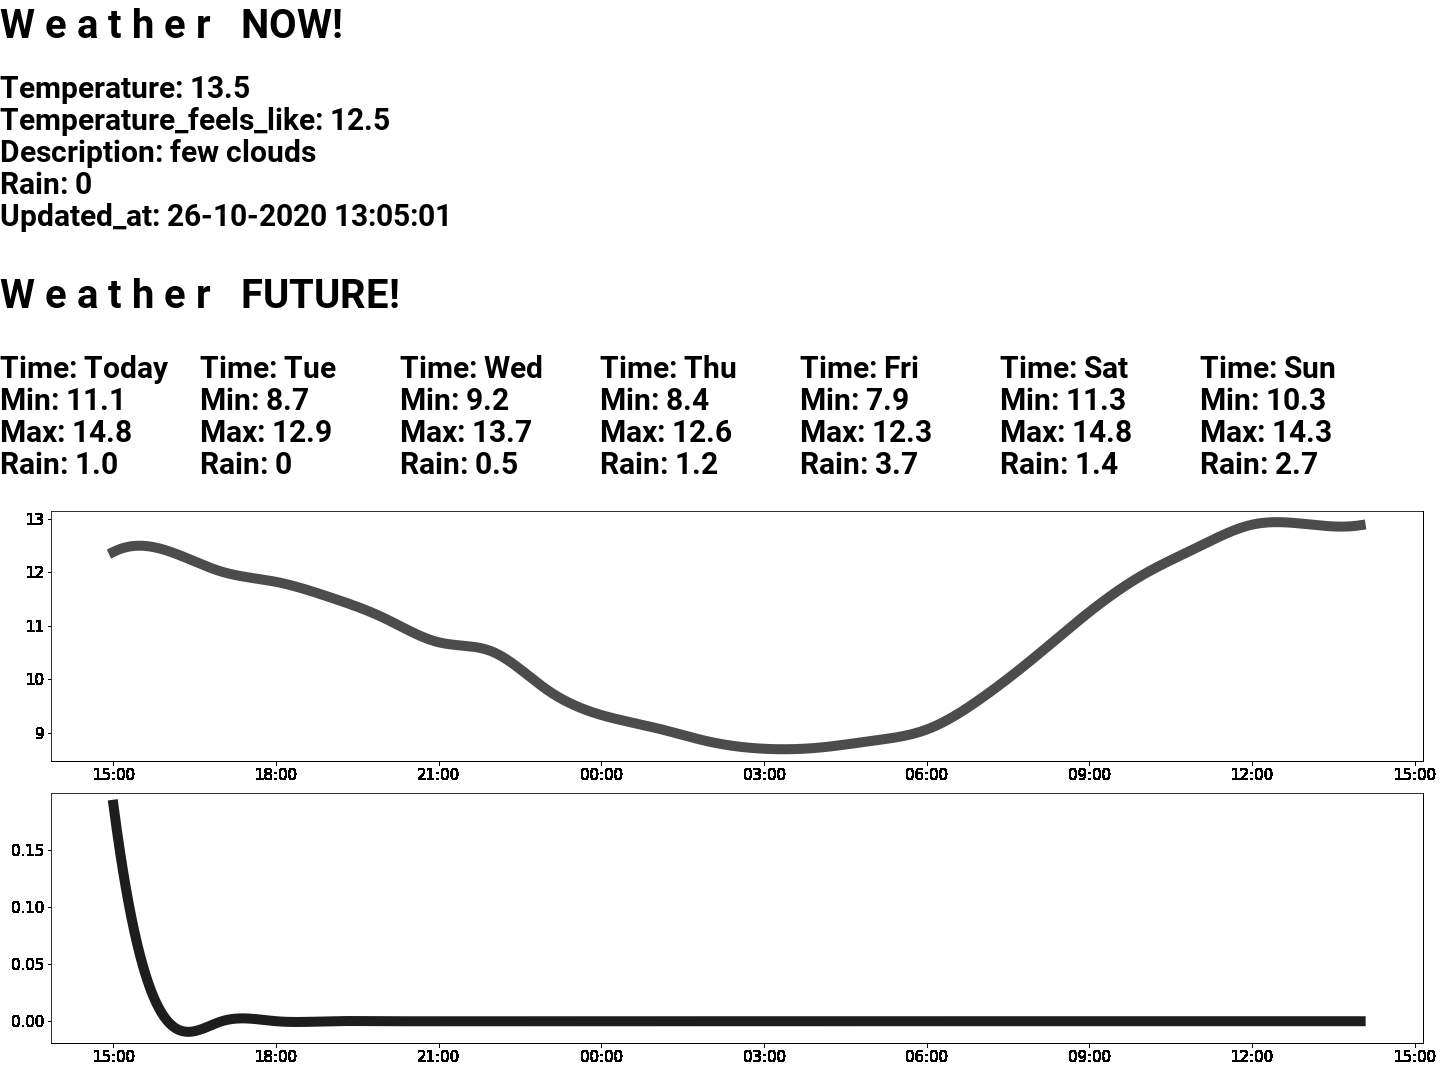 W e a t h e r NOW!
Temperature: 13.5
Temperature_feels_like: 12.5
Description: few clouds
Rain: 0
Updated_at: 26-10-2020 13:05:01
W e a t h e r FUTURE!
Time: Today Time: Tue Time: Wed Time: Thu Time: Fri Time: Sat Time: Sun
Min: 11.1 Min: 8.7 Min: 9.2 Min: 8.4 Min: 7.9 Min: 11.3 Min: 10.3
Max: 14.8 Max: 12.9 Max: 13.7 Max: 12.6 Max: 12.3 Max: 14.8 Max: 14.3
Rain: 1.0 Rain: 0 Rain: 0.5 Rain: 1.2 Rain: 3.7 Rain: 1.4 Rain: 2.7
13
12
11
10
9
15:00 18:00 21:00 00:00 03:00 06:00 09:00 12:00 15:00
0.15
0.10
0.05
0.00
15:00 18:00 21:00 00:00 03:00 06:00 09:00 12:00 15:00